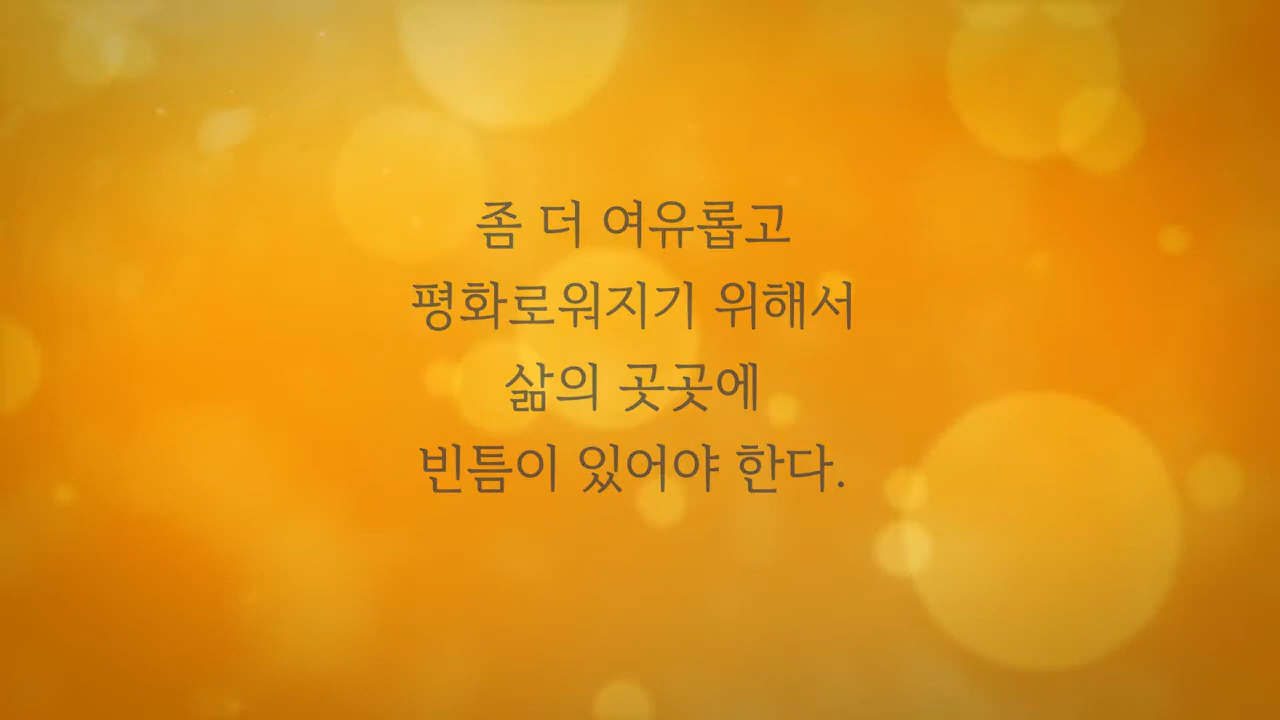 좀 더 여유롭고
평화로워지기 위해서
삶의 곳곳에
빈틈이 있어야 한다.